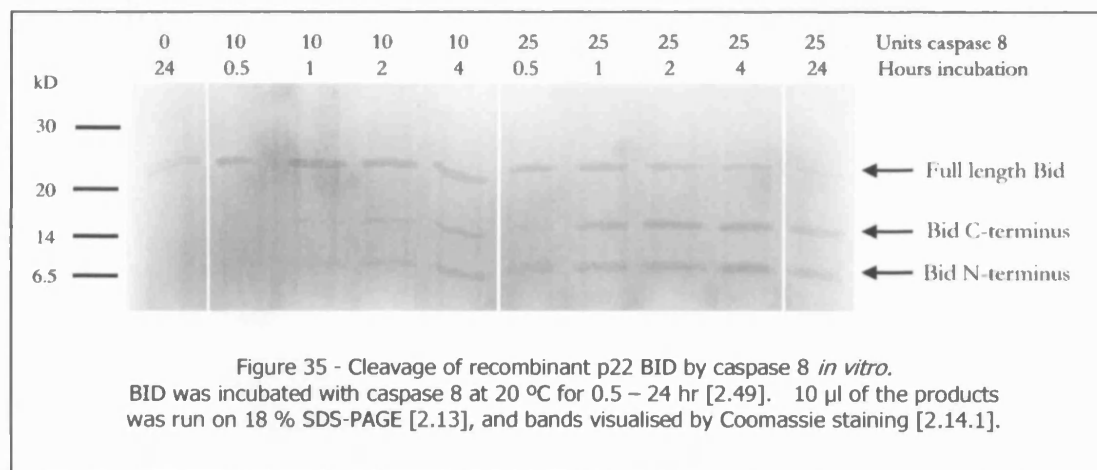 0 10 10 10 10 25 25 25 25 25 Units caspase 8
24 0.5 1 2 4 0.5 1 2 4 24 Hours incubation
kD
30
Full length Bid
20
Bid C-terminus
14
Bid N-terminus
6.5
Figure 35 - Cleavage of recombinant p22 BID by caspase 8 in vitro.
BID was incubated with caspase 8 at 20 ºC for 0.5 – 24 hr [2.49]. 10 µl of the products
was run on 18 % SDS-PAGE [2.13], and bands visualised by Coomassie staining [2.14.1].